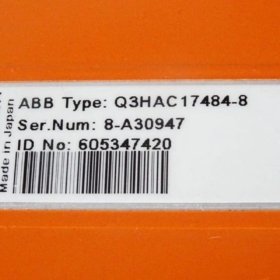 ABB Type: Q3HAC17484-8
Ser.Num: 8-A30947
ID No: 605347420
Made in Japan